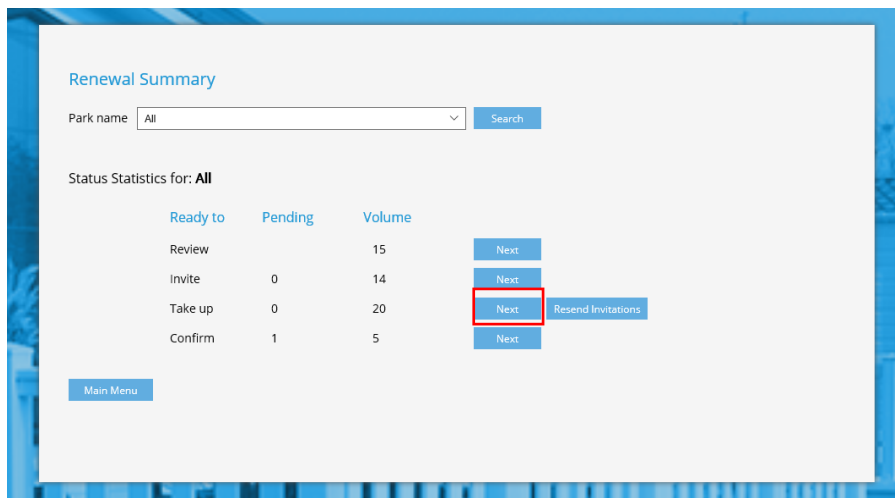 Renewal Summary
Park name All Search
Status Statistics for: All
Ready to Pending Volume
Review 15 Next
Invite 0 14 Next
Take up 0 20 Next Resend Invitations
Confirm 1 5 Next
Main Menu